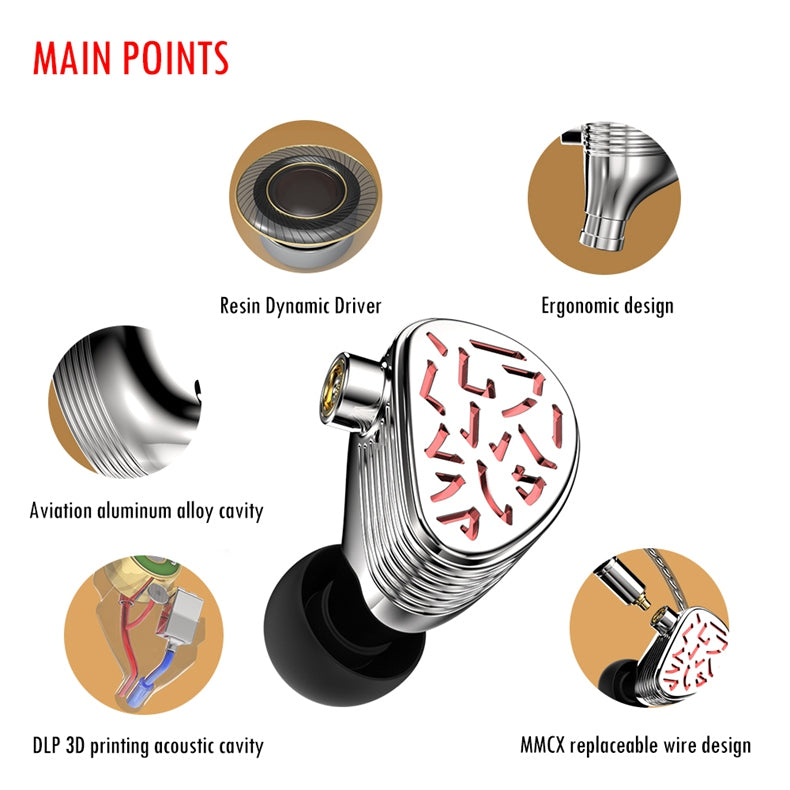 MAIN POINTS
Resin Dynamic Driver
Ergonomic design
Aviation aluminum alloy cavity
DLP 3D printing acoustic cavity
MMCX replaceable wire design